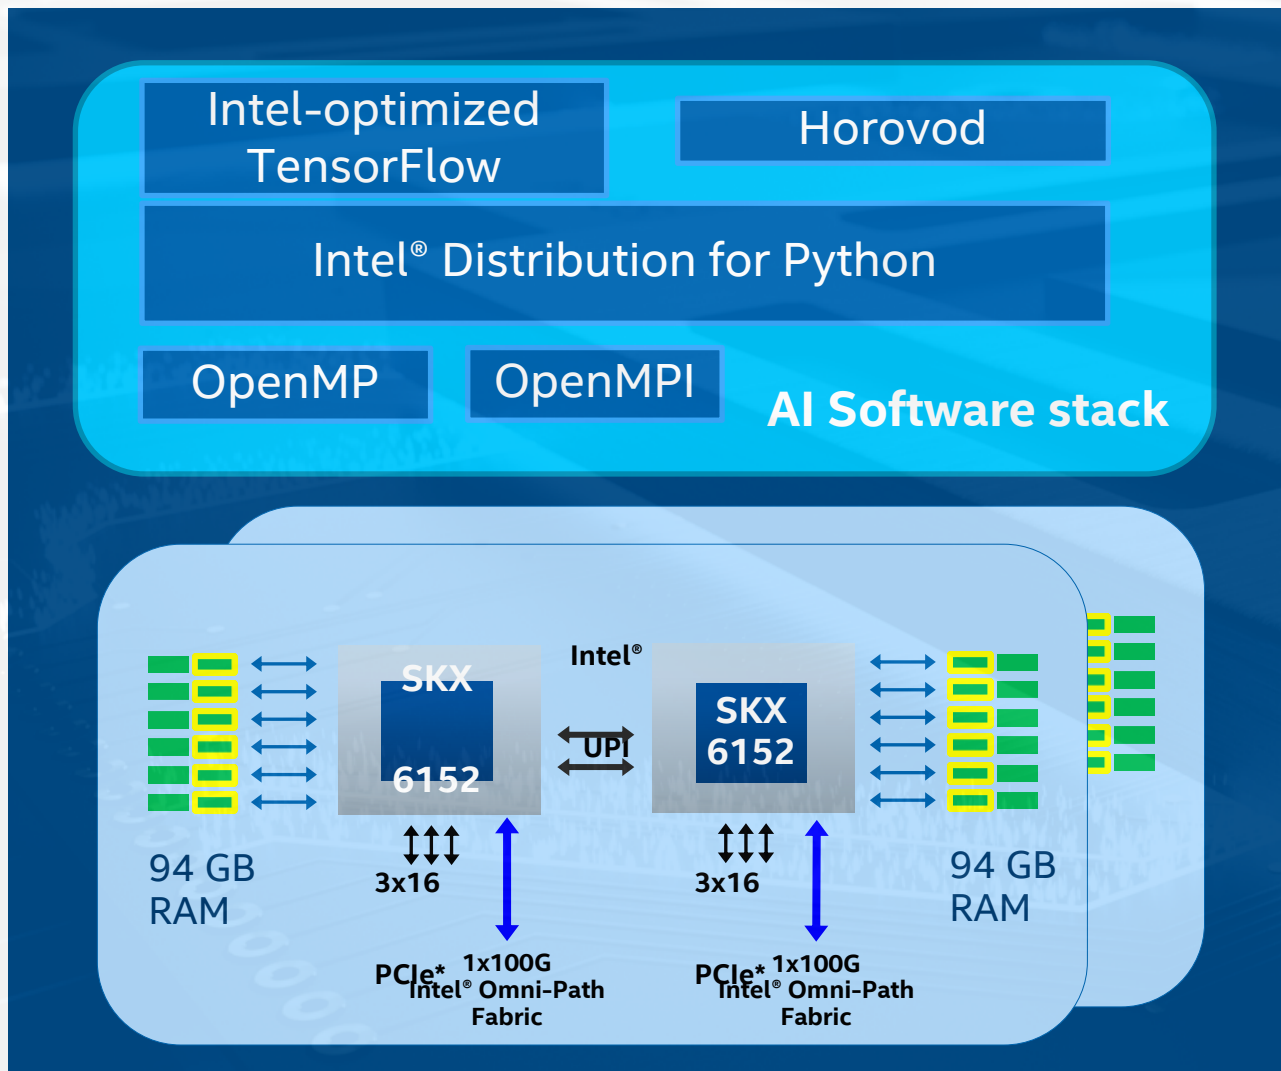 Intel-optimized
TensorFlow
Horovod
Intel® Distribution for Python
OpenMP
OpenMPI
AI Software stack
SKX
6152
Intel®
UPI
SKX
6152
94 GB
RAM
3x16
PCIe*
1x100G
Intel® Omni-Path
Fabric
3x16
PCIe*
1x100G
Intel® Omni-Path
Fabric
94 GB
RAM